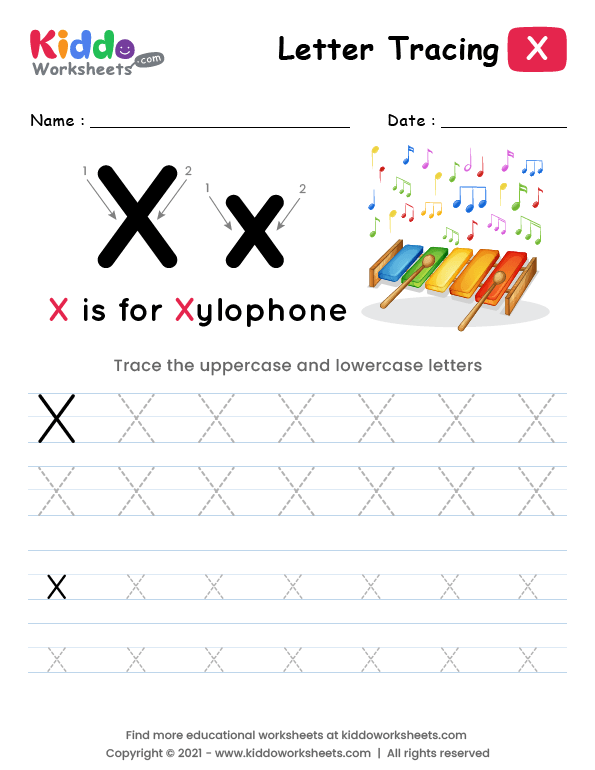 Kiddo
Worksheets .com
Letter Tracing X
Name : Date :
1 2 1 2
X x
X is for Xylophone
Trace the uppercase and lowercase letters
X X X X X X X
X X X X X X X
x x x x x x x
x x x x x x x
Find more educational worksheets at kiddoworksheets.com
Copyright © 2021 - www.kiddoworksheets.com | All rights reserved